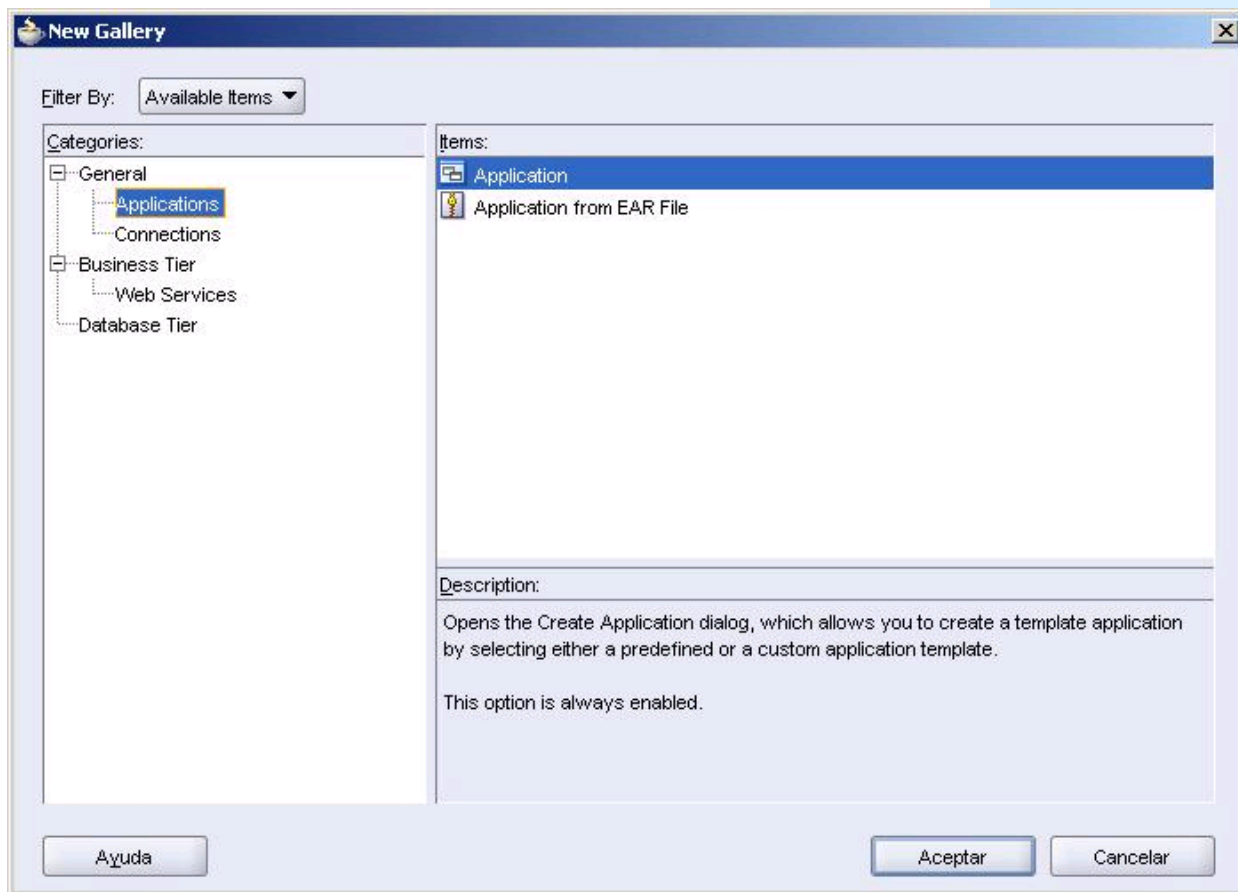 New Gallery
Filter By: Available Items
Categories:
General
Applications
Connections
Business Tier
Web Services
Database Tier
Items:
Application
Application from EAR File
Description:
Opens the Create Application dialog, which allows you to create a template application
by selecting either a predefined or a custom application template.
This option is always enabled.
Ayuda
Aceptar
Cancelar